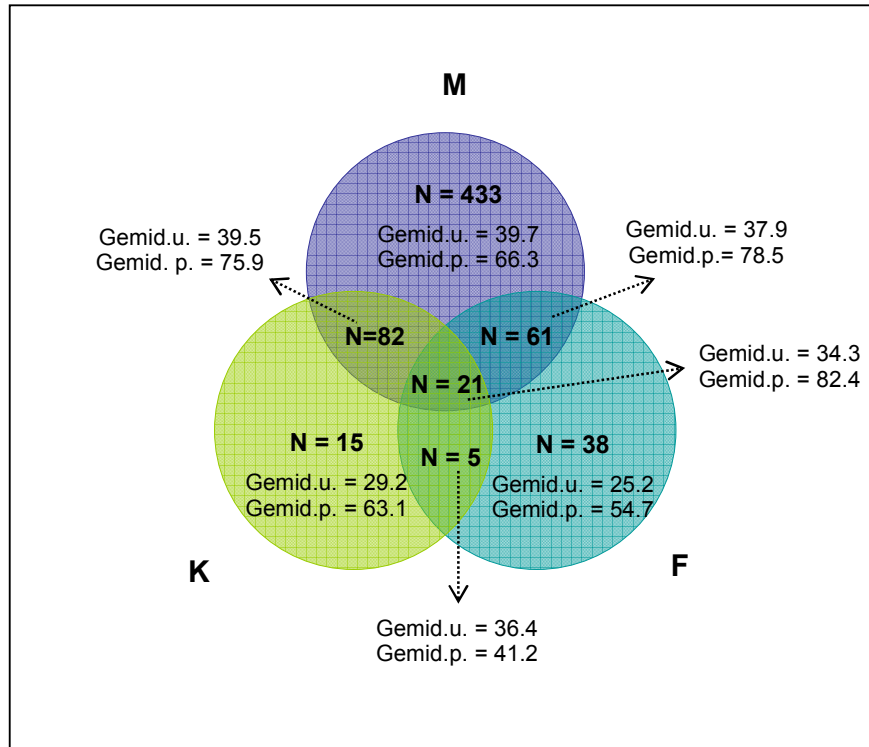 M
N = 433
Gemid.u. = 39.7
Gemid.p. = 66.3
Gemid.u. = 39.5
Gemid. p. = 75.9
Gemid.u. = 37.9
Gemid.p.= 78.5
N=82
N = 61
N = 21
Gemid.u. = 34.3
Gemid.p. = 82.4
N = 15
Gemid.u. = 29.2
Gemid.p. = 63.1
N = 5
N = 38
Gemid.u. = 25.2
Gemid.p. = 54.7
K
F
Gemid.u. = 36.4
Gemid.p. = 41.2